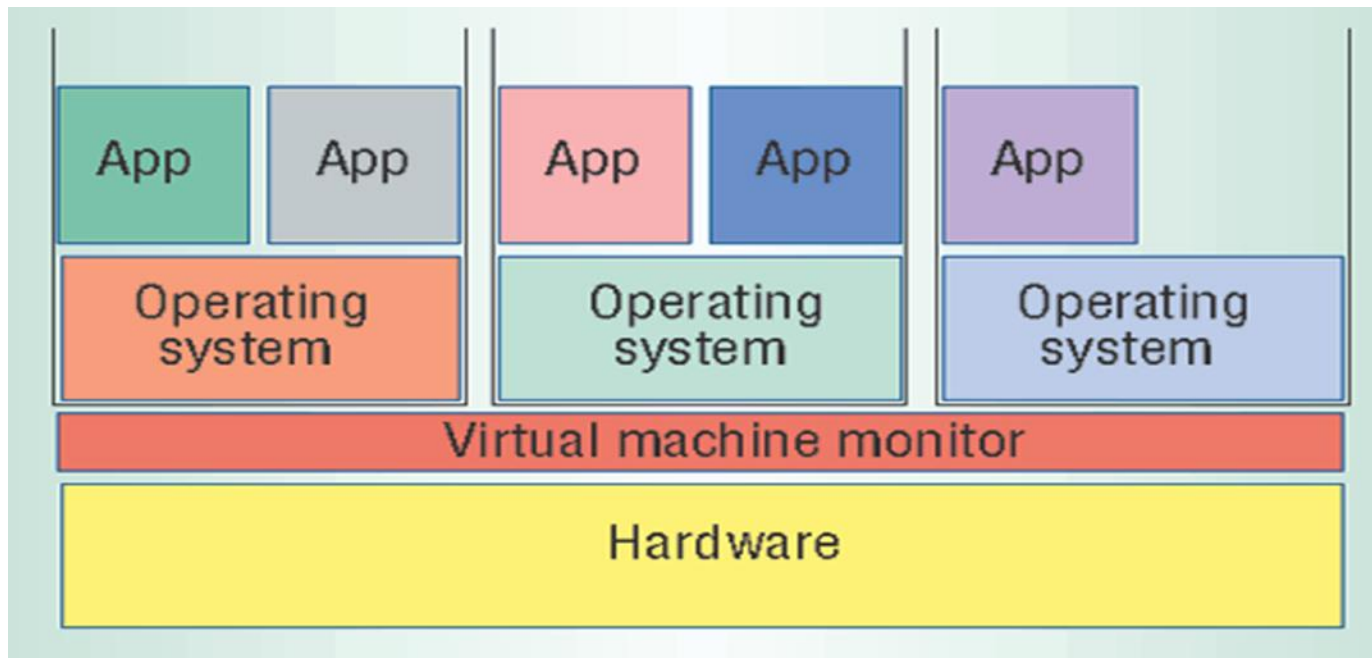 App
App
App
App
App
Operating
system
Operating
system
Operating
system
Virtual machine monitor
Hardware